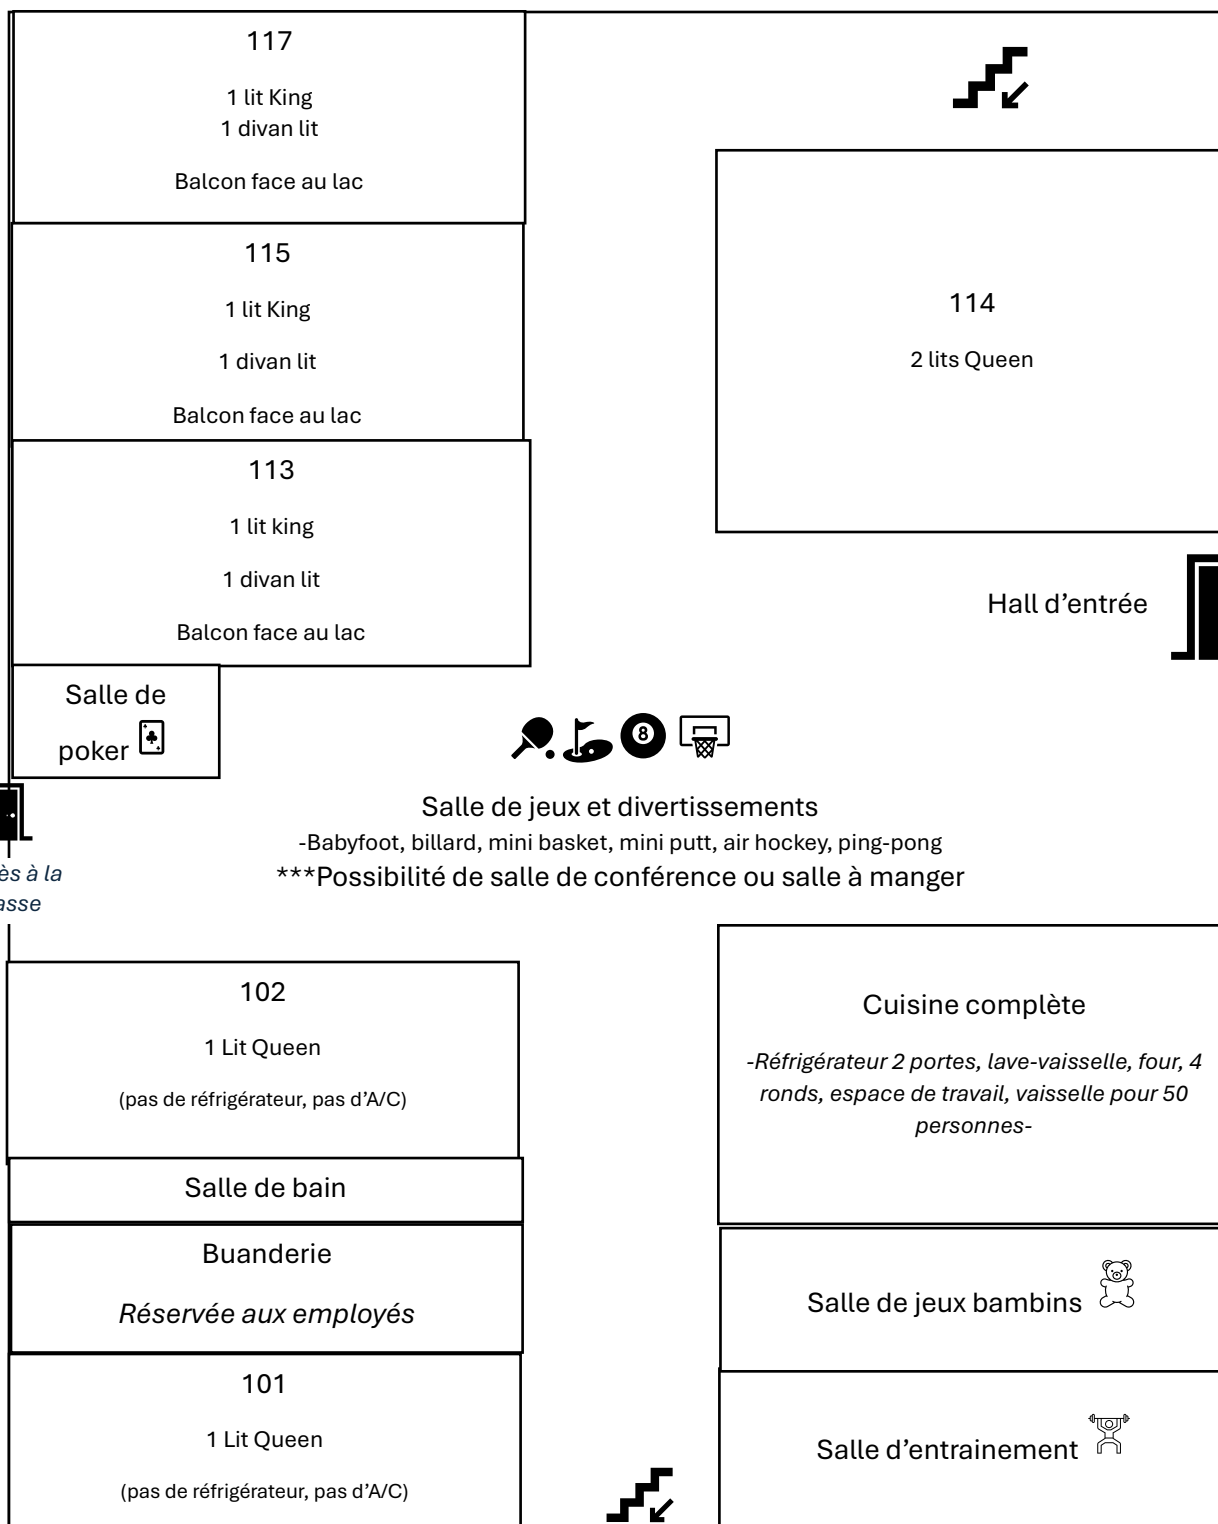 117
1 lit King
1 divan lit
Balcon face au lac
115
1 lit King
1 divan lit
Balcon face au lac
114
2 lits Queen
113
1 lit king
1 divan lit
Balcon face au lac
Hall d’entrée
Salle de
poker
8
Salle de jeux et divertissements
-Babyfoot, billard, mini basket, mini putt, air hockey, ping-pong
***Possibilité de salle de conférence ou salle à manger
à la
102
1 Lit Queen
(pas de réfrigérateur, pas d’A/C)
Cuisine complète
-Réfrigérateur 2 portes, lave-vaisselle, four, 4
ronds, espace de travail, vaisselle pour 50
personnes-
Salle de bain
Buanderie
Réservée aux employés
Salle de jeux bambins
101
1 Lit Queen
(pas de réfrigérateur, pas d’A/C)
Salle d’entrainement